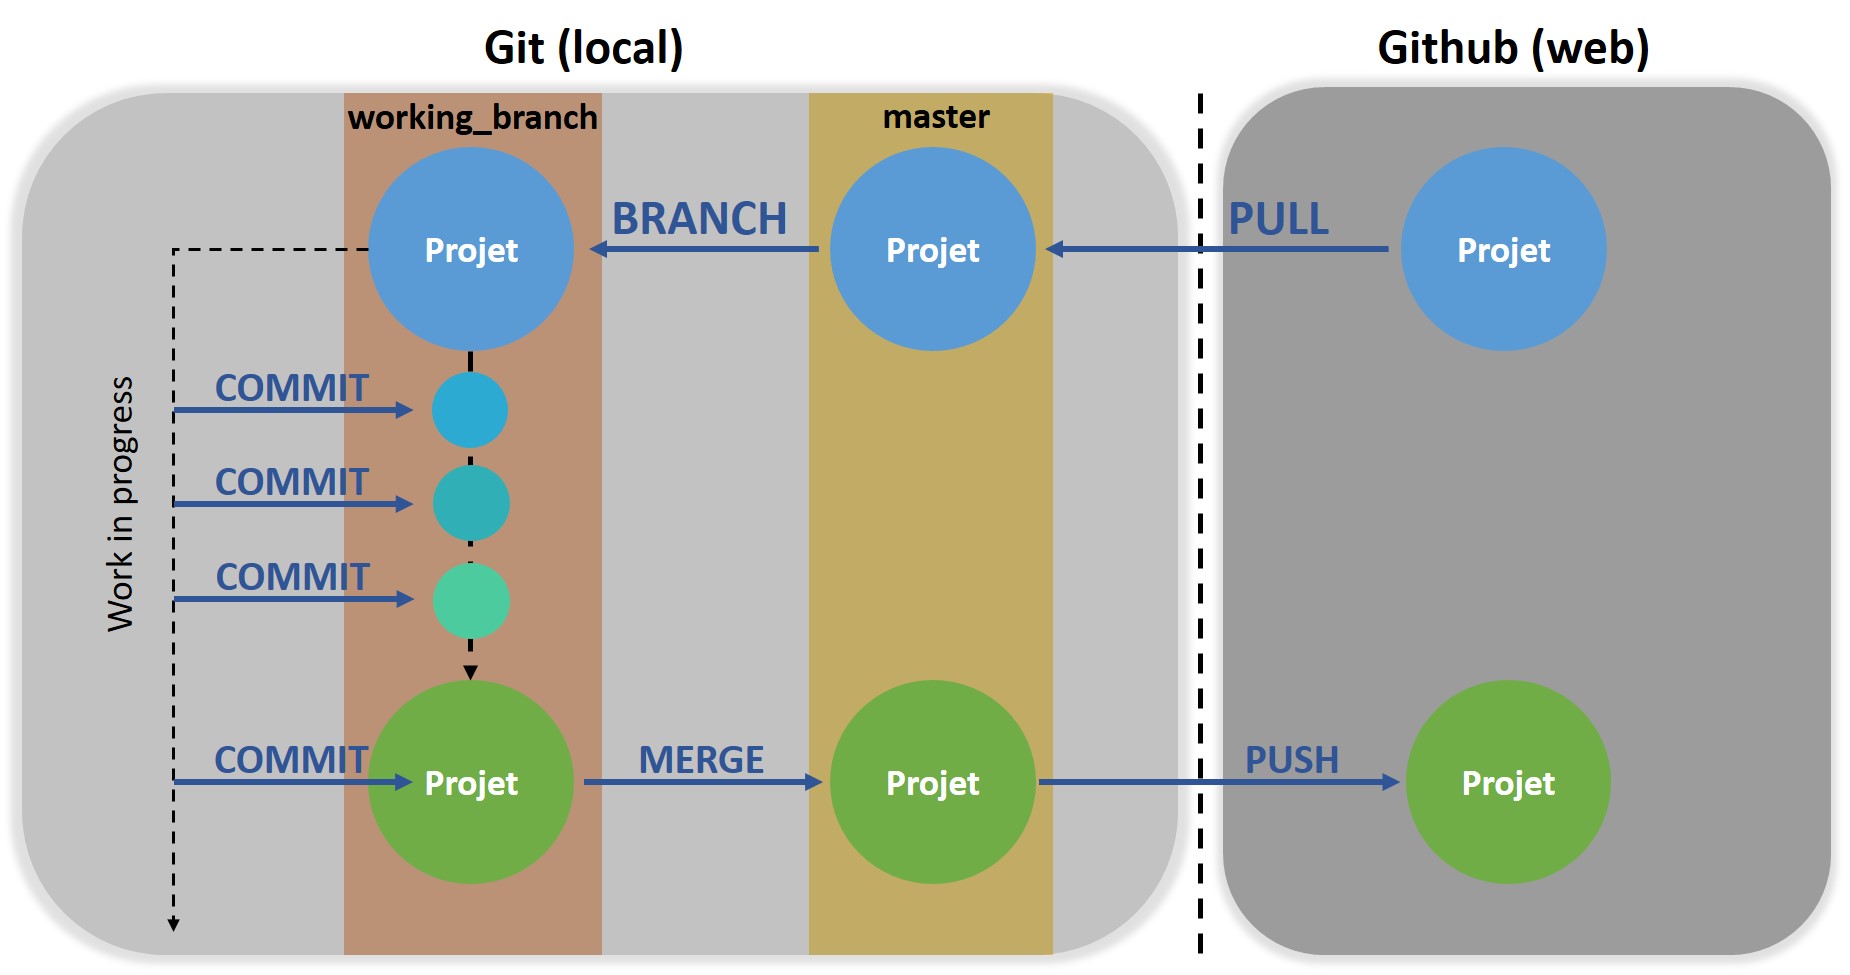 Git (local)
Github (web)
working_branch
master
BRANCH
PULL
Projet
Projet
Projet
Work in progress
COMMIT
COMMIT
COMMIT
COMMIT
MERGE
PUSH
Projet
Projet
Projet